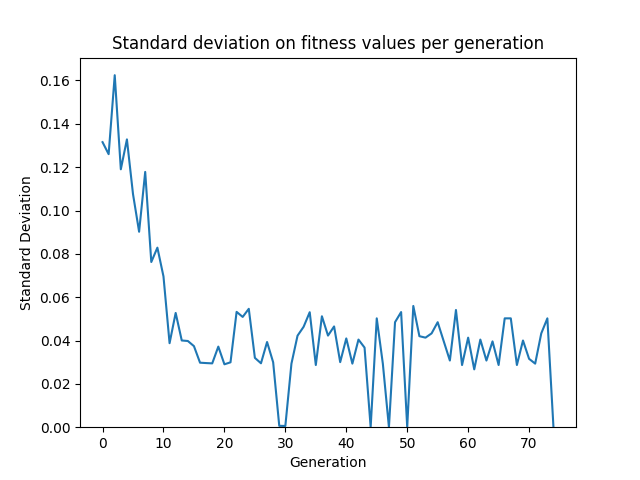 Standard deviation on fitness values per generation
0.16
0.14
0.12
0.10
0.08
0.06
0.04
0.02
0.00
Standard Deviation
0 10 20 30 40 50 60 70
Generation